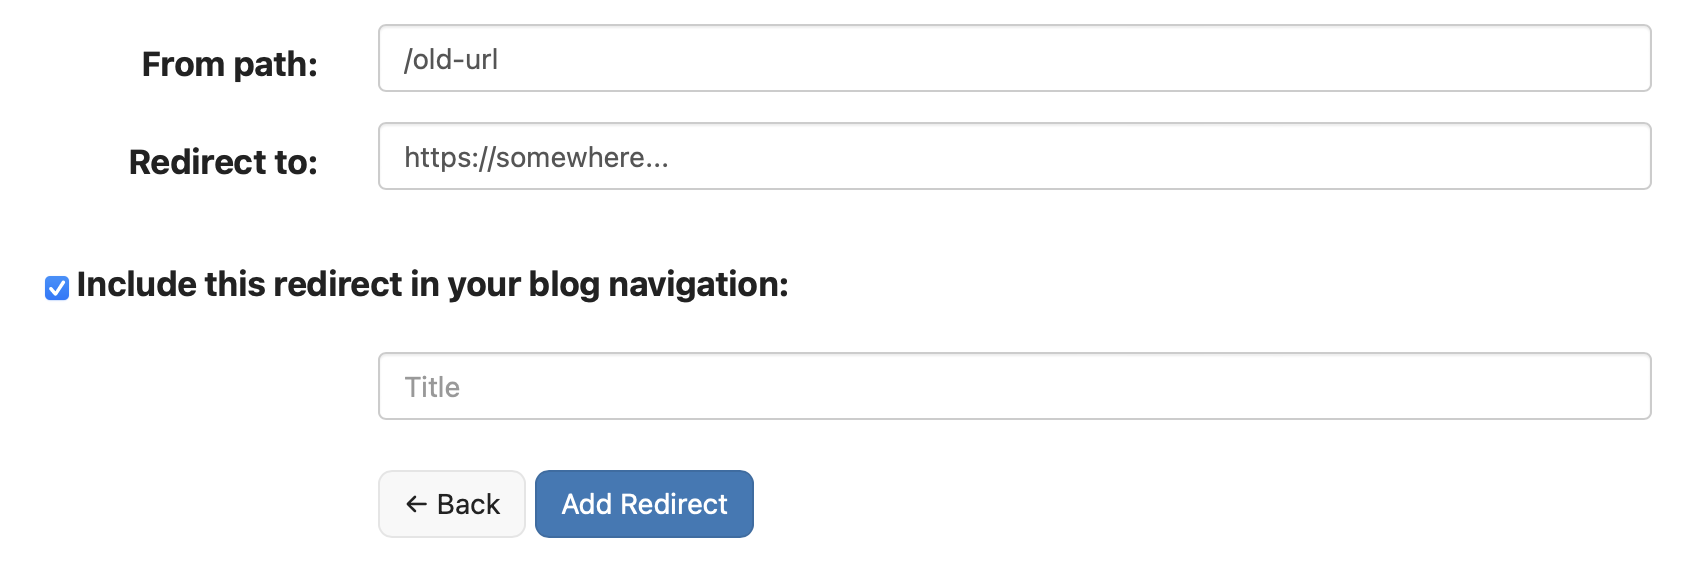 From path: /old-url
Redirect to: https://somewhere...
Include this redirect in your blog navigation:
Title
← Back Add Redirect